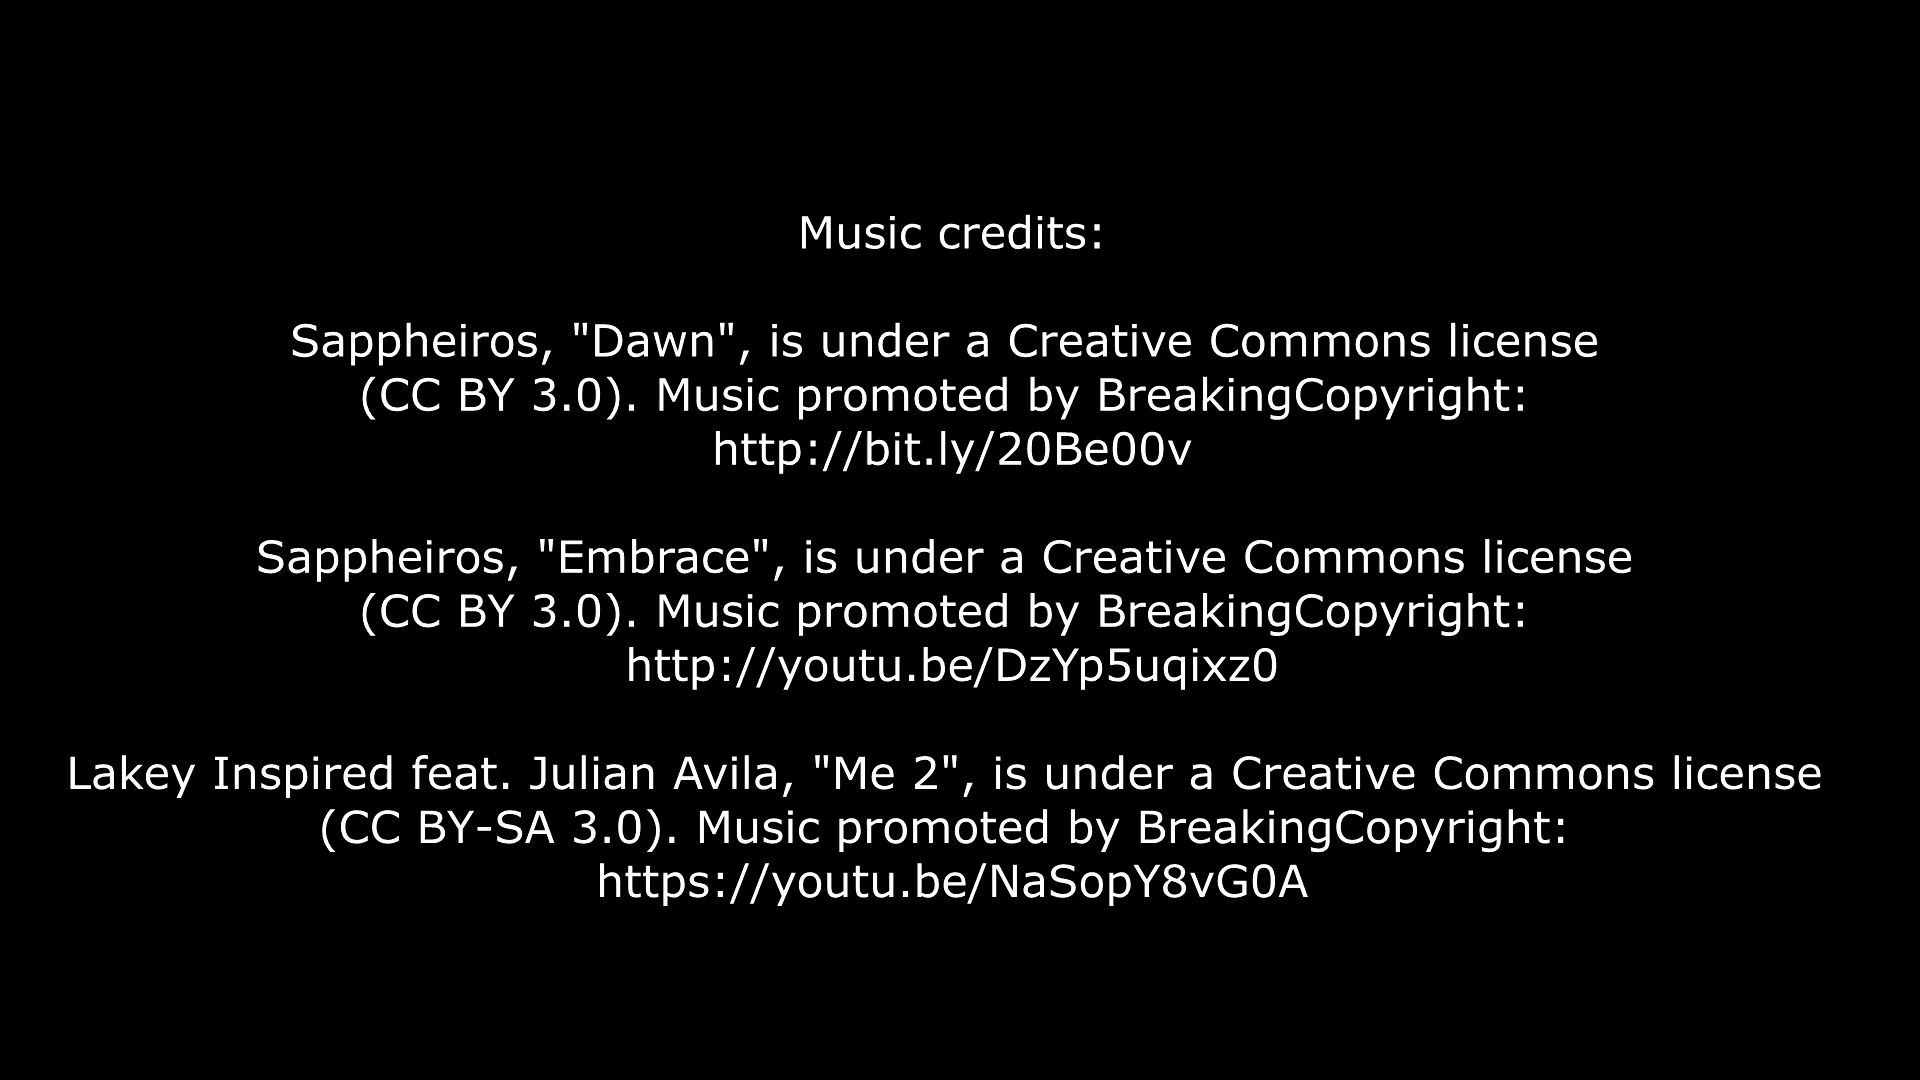 Music credits:
Sappheiros, "Dawn", is under a Creative Commons license
(CC BY 3.0). Music promoted by BreakingCopyright:
http://bit.ly/20Be00v
Sappheiros, "Embrace", is under a Creative Commons license
(CC BY 3.0). Music promoted by BreakingCopyright:
http://youtu.be/DzYp5uqixz0
Lakey Inspired feat. Julian Avila, "Me 2", is under a Creative Commons license
(CC BY-SA 3.0). Music promoted by BreakingCopyright:
https://youtu.be/NaSopY8vG0A